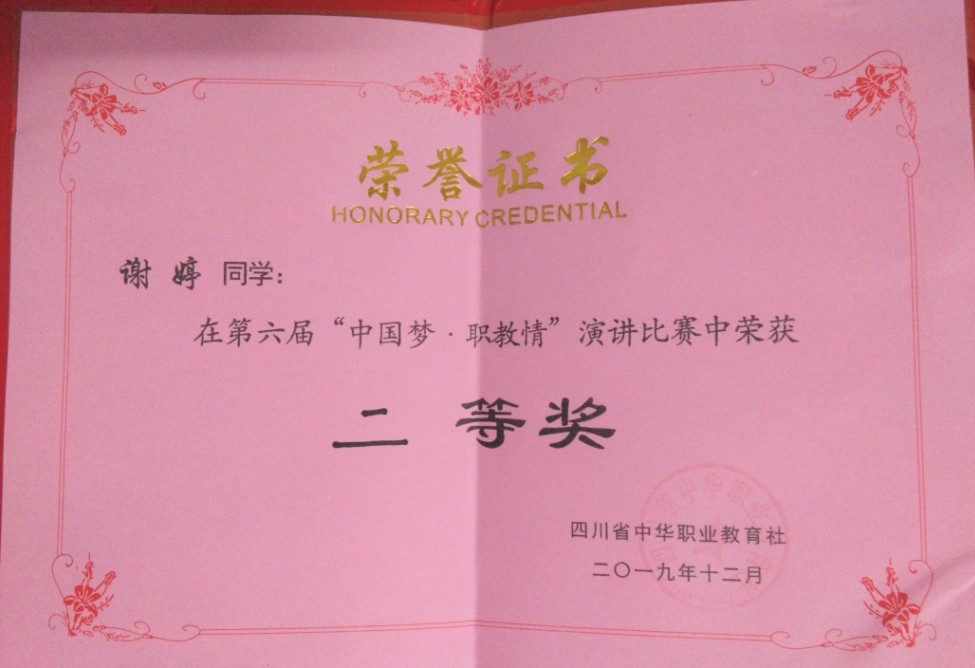 荣誉证书
HONORARY CREDENTIAL
谢 婷 同学：
在第六届“中国梦·职教情”演讲比赛中荣获
二 等 奖
四川省中华职业教育社
二〇一九年十二月